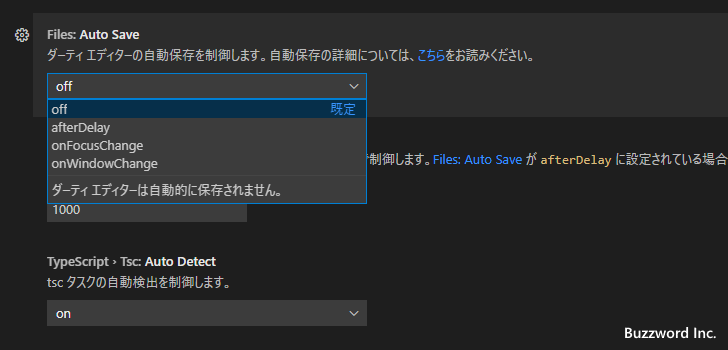 Files: Auto Save
ダーティ エディターの自動保存を制御します。自動保存の詳細については、こちらをお読みください。
off
off 既定
afterDelay
onFocusChange
onWindowChange
制御します。Files: Auto Save が afterDelay に設定されている場合
ダーティ エディターは自動的に保存されません。
1000
TypeScript › Tsc: Auto Detect
tsc タスクの自動検出を制御します。
on
Buzzword Inc.